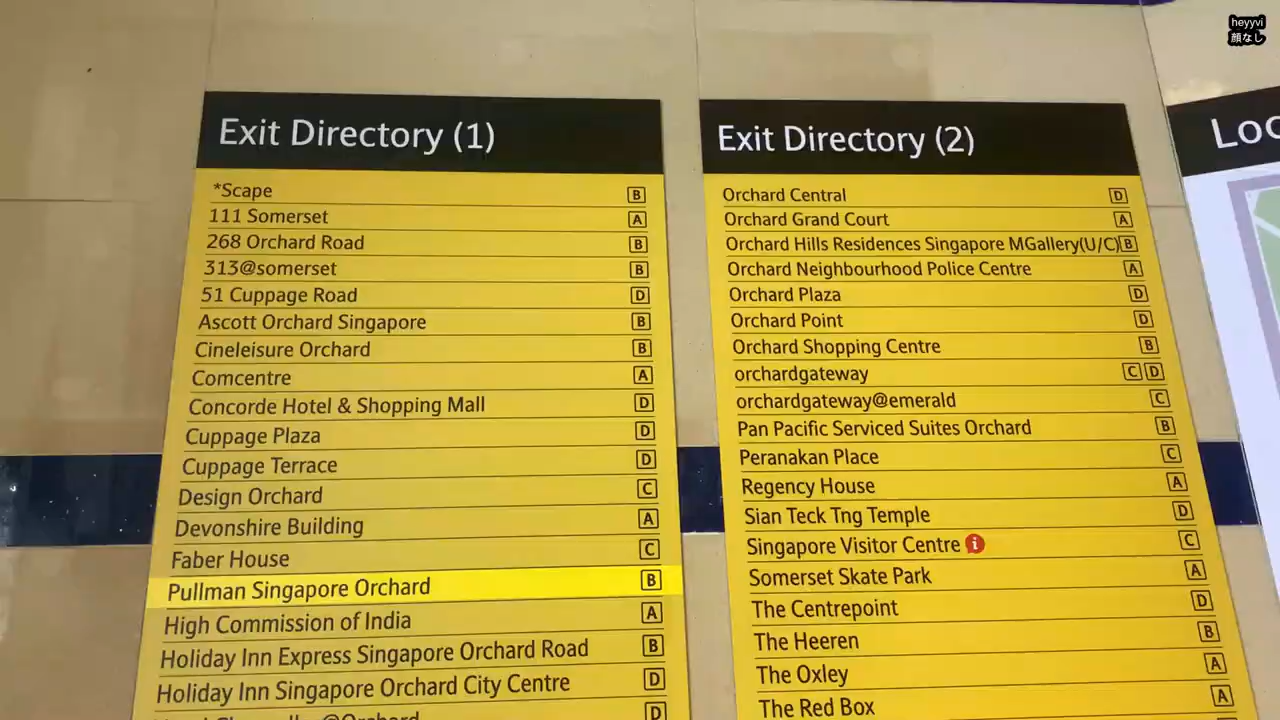 heyyvi
顔なし
Exit Directory (1)
*Scape B
111 Somerset A
268 Orchard Road B
313@somerset B
51 Cuppage Road D
Ascott Orchard Singapore B
Cineleisure Orchard B
Comcentre A
Concorde Hotel & Shopping Mall D
Cuppage Plaza D
Cuppage Terrace D
Design Orchard C
Devonshire Building A
Faber House C
Pullman Singapore Orchard B
High Commission of India A
Holiday Inn Express Singapore Orchard Road B
Holiday Inn Singapore Orchard City Centre D
@Orchard D
Exit Directory (2)
Orchard Central D
Orchard Grand Court A
Orchard Hills Residences Singapore MGallery(U/C) B
Orchard Neighbourhood Police Centre A
Orchard Plaza D
Orchard Point D
Orchard Shopping Centre B
orchardgateway C D
orchardgateway@emerald C
Pan Pacific Serviced Suites Orchard B
Peranakan Place C
Regency House A
Sian Teck Tng Temple D
Singapore Visitor Centre i C
Somerset Skate Park A
The Centrepoint D
The Heeren B
The Oxley A
The Red Box A
Loc